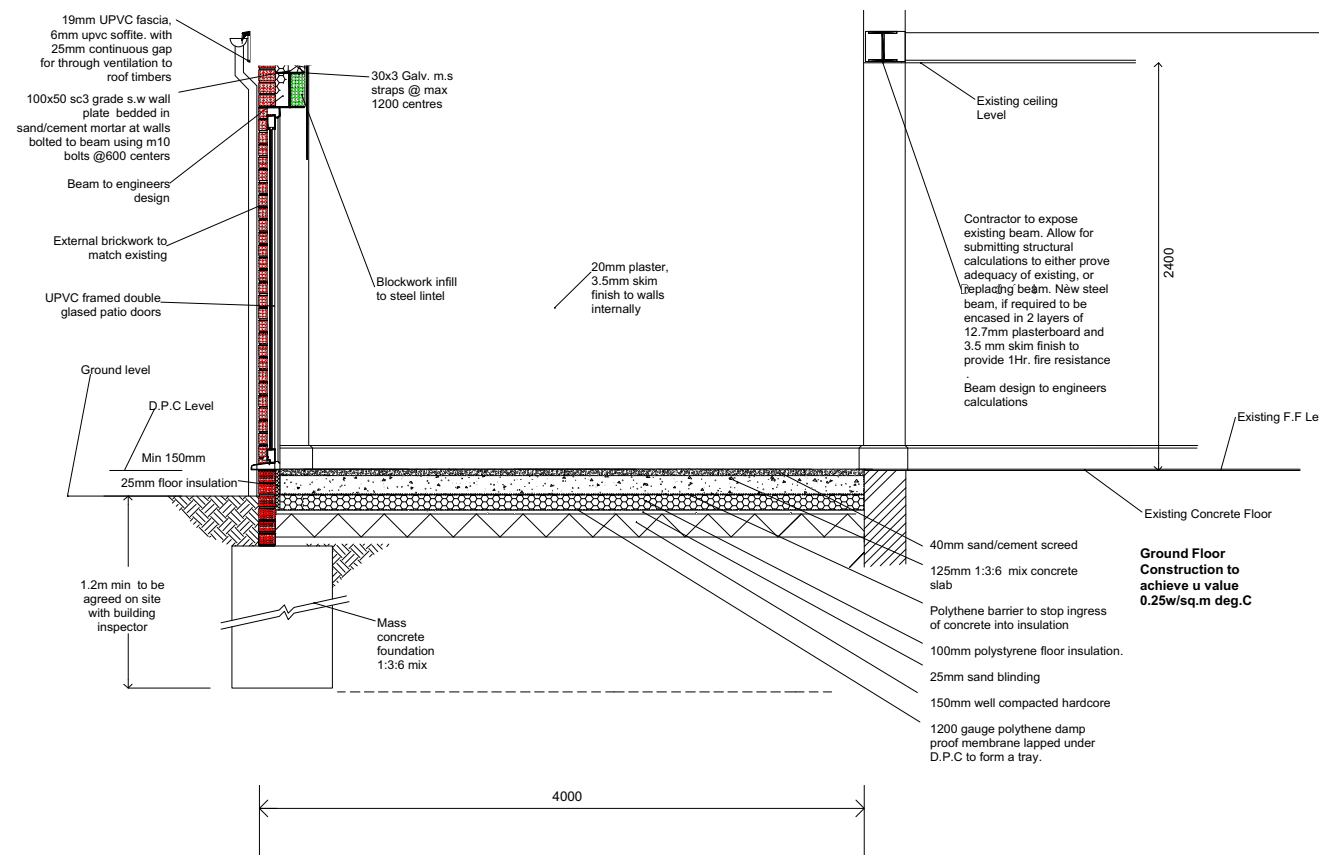 19mm UPVC fascia,
6mm upvc soffite. with
25mm continuous gap
for through ventilation to
roof timbers
100x50 sc3 grade s.w wall
plate bedded in
sand/cement mortar at walls
bolted to beam using m10
bolts @600 centers
Beam to engineers
design
External brickwork to
match existing
UPVC framed double
glased patio doors
Ground level
D.P.C Level
Min 150mm
25mm floor insulation
1.2m min to be
agreed on site
with building
inspector
30x3 Galv. m.s
straps @ max
1200 centres
Blockwork infill
to steel lintel
20mm plaster,
3.5mm skim
finish to walls
internally
Mass
concrete
foundation
1:3:6 mix
Existing ceiling
Level
Contractor to expose
existing beam. Allow for
submitting structural
calculations to either prove
adequacy of existing, or
replacing beam. New steel
beam, if required to be
encased in 2 layers of
12.7mm plasterboard and
3.5 mm skim finish to
provide 1Hr. fire resistance
.
Beam design to engineers
calculations
2400
Existing F.F Le
Existing Concrete Floor
Ground Floor
Construction to
achieve u value
0.25w/sq.m deg.C
40mm sand/cement screed
125mm 1:3:6 mix concrete
slab
Polythene barrier to stop ingress
of concrete into insulation
100mm polystyrene floor insulation.
25mm sand blinding
150mm well compacted hardcore
1200 gauge polythene damp
proof membrane lapped under
D.P.C to form a tray.
4000